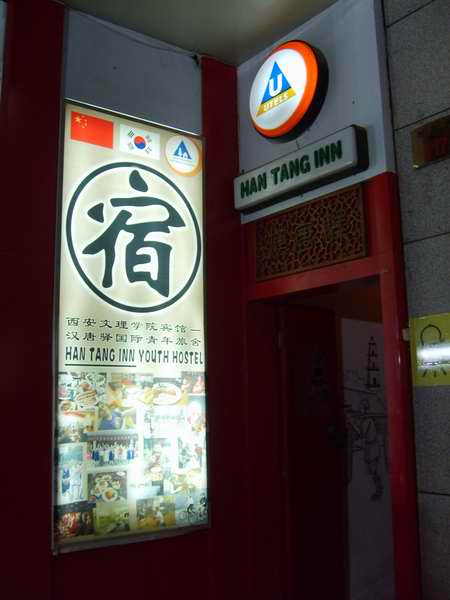 U
UTELS
HAN TANG INN
宿
西安文理学院宾馆—
汉唐驿国际青年旅舍
HAN TANG INN YOUTH HOSTEL